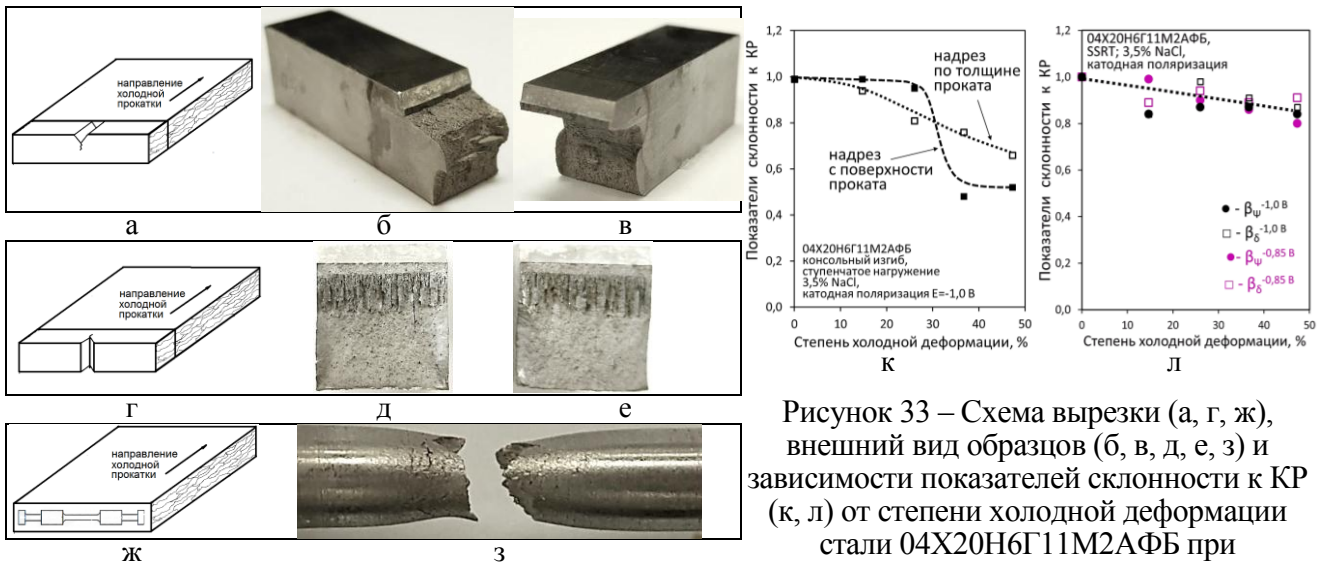 направление
холодной
прокатки
а
б
в
направление
холодной
прокатки
г
д
е
направление
холодной
прокатки
ж
з
Показатели склонности к КР
1,2
1,0
0,8
0,6
0,4
0,2
0,0
надрез
по толщине
проката
надрез
с поверхности
проката
04Х20Н6Г11М2АФБ
консольный изгиб,
ступенчатое нагружение
3,5% NaCl,
катодная поляризация Е=-1,0 В
0 10 20 30 40 50
Степень холодной деформации, %
к
Показатели склонности к КР
1,2
1,0
0,8
0,6
0,4
0,2
0,0
04Х20Н6Г11М2АФБ,
SSRT; 3,5% NaCl,
катодная поляризация
- βψ-1,0 В
- βδ-1,0 В
- βψ-0,85 В
- βδ-0,85 В
0 10 20 30 40 50
Степень холодной деформации, %
л
Рисунок 33 – Схема вырезки (а, г, ж),
внешний вид образцов (б, в, д, е, з) и
зависимости показателей склонности к КР
(к, л) от степени холодной деформации
стали 04Х20Н6Г11М2АФБ при